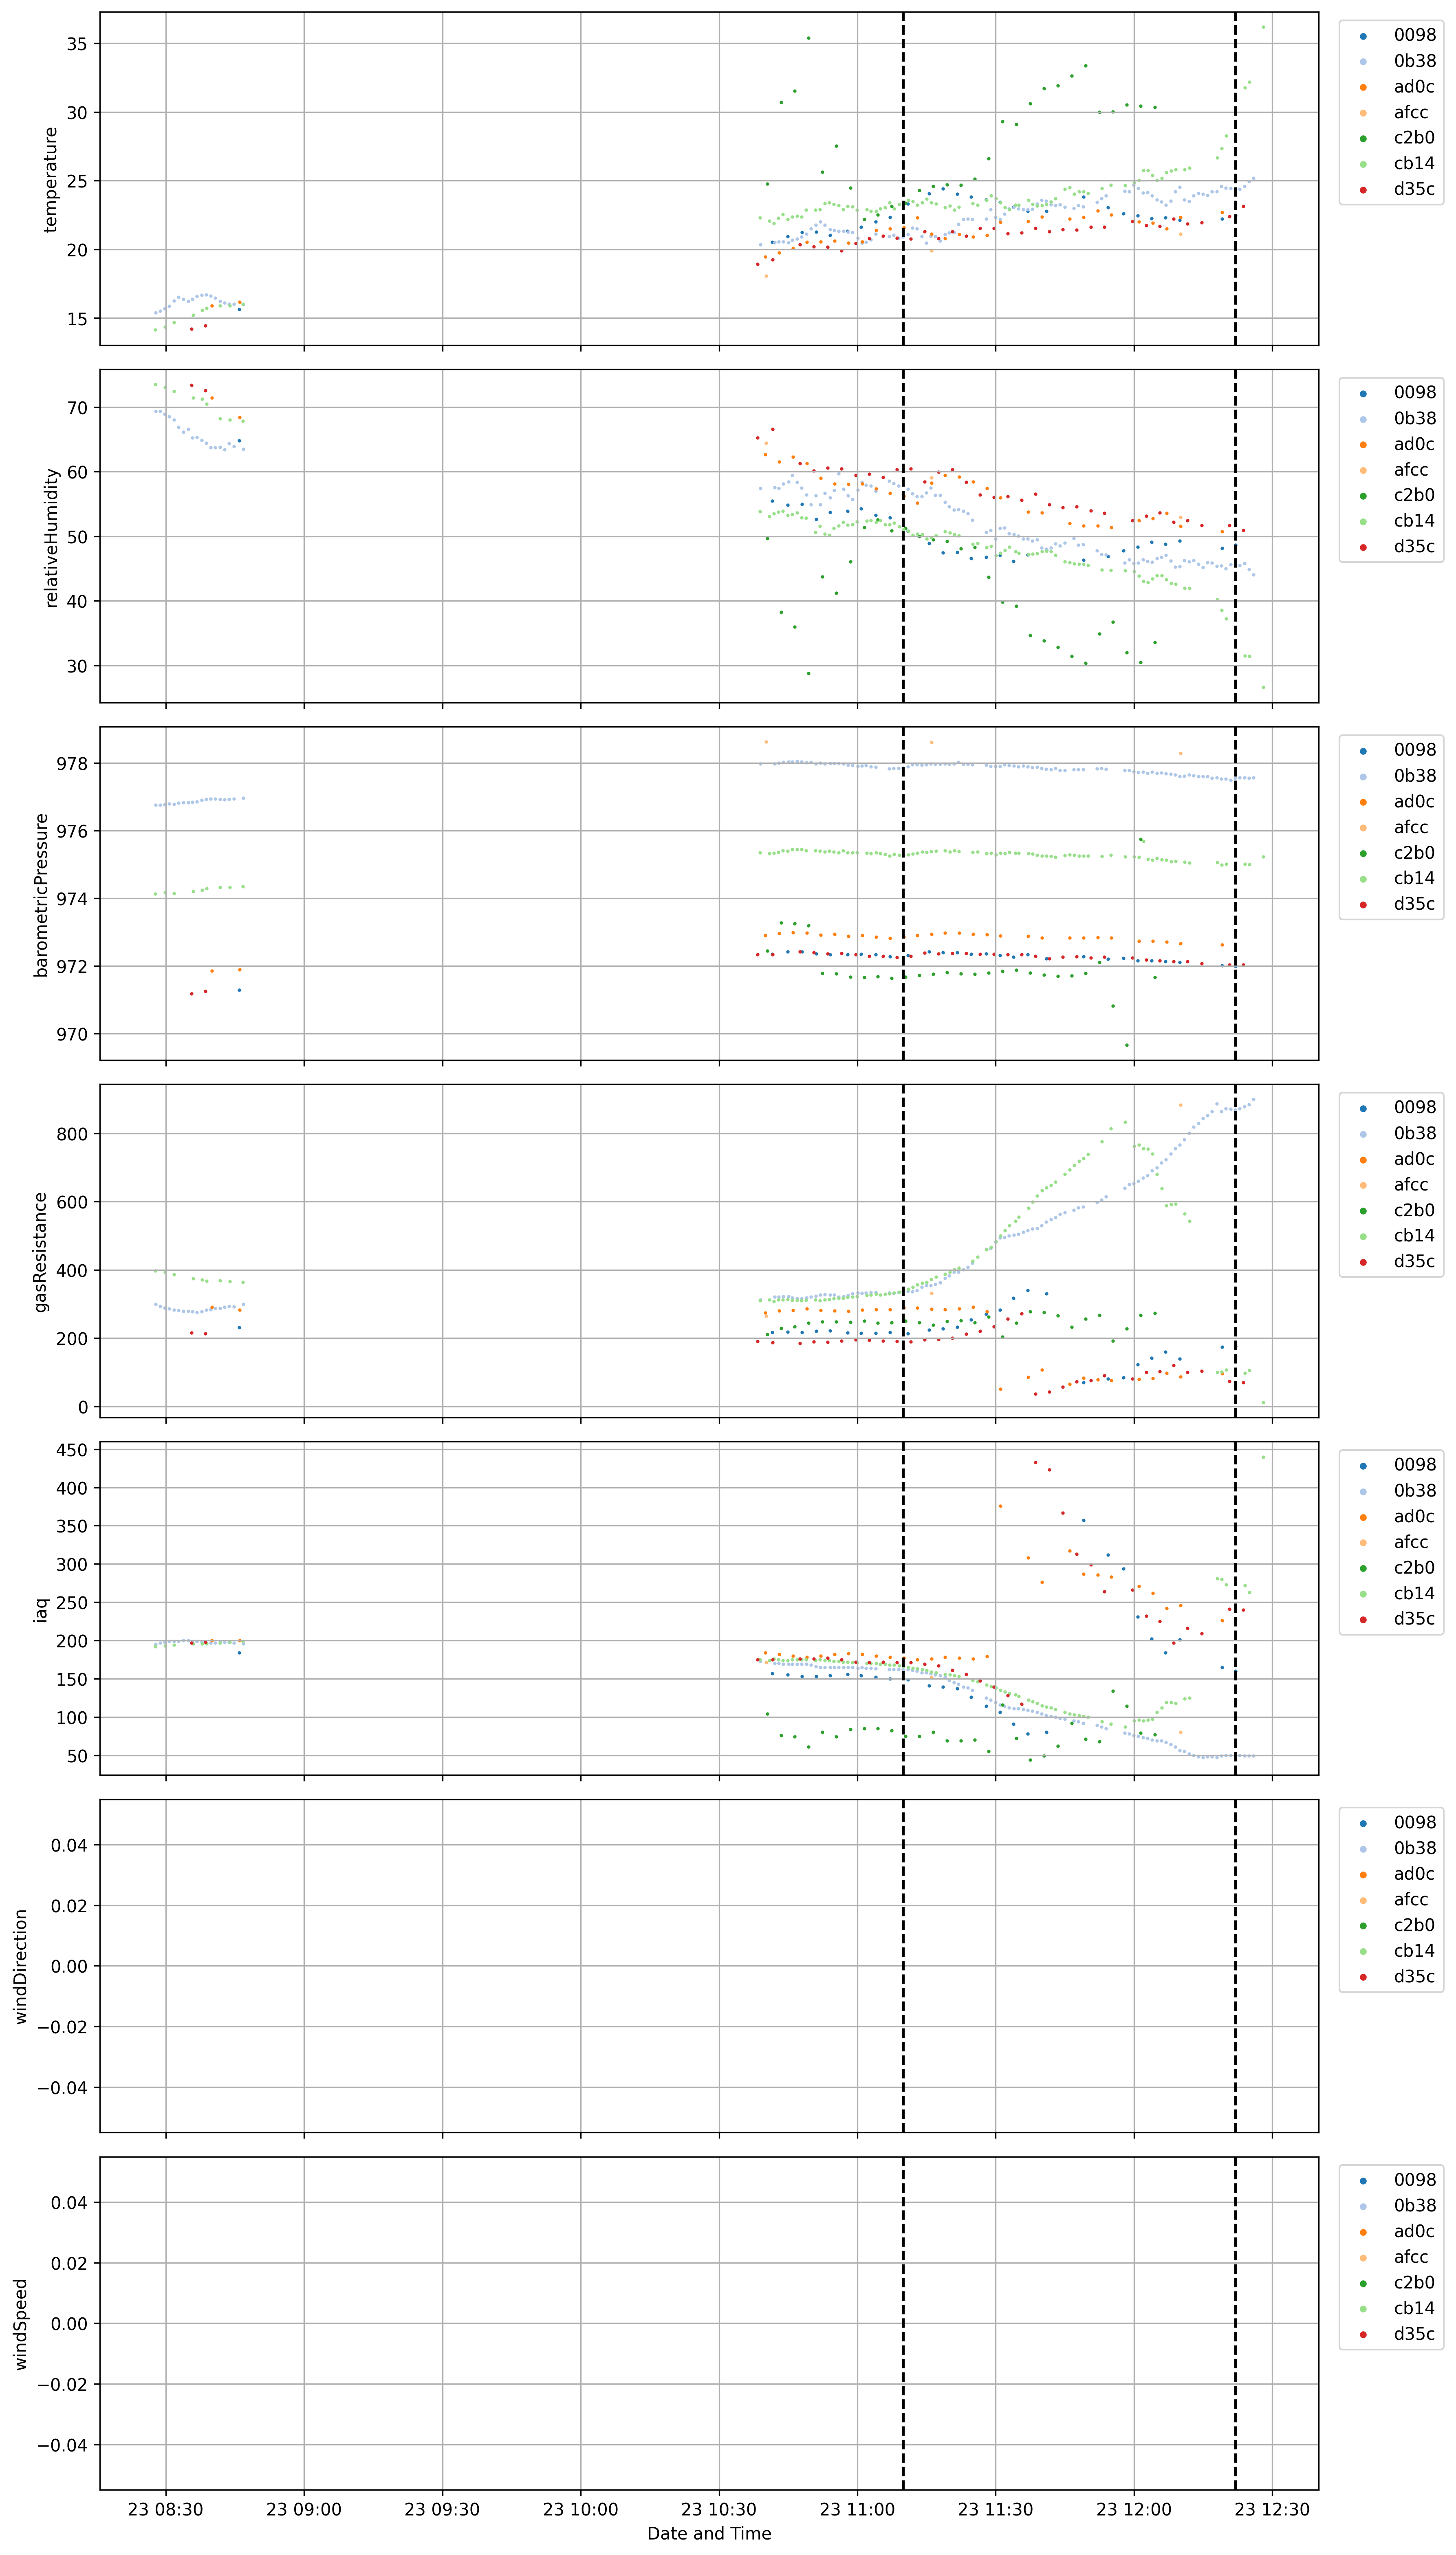 35
30
25
20
15
temperature
0098
0b38
ad0c
afcc
c2b0
cb14
d35c
70
60
50
40
30
relativeHumidity
0098
0b38
ad0c
afcc
c2b0
cb14
d35c
978
976
974
972
970
barometricPressure
0098
0b38
ad0c
afcc
c2b0
cb14
d35c
800
600
400
200
0
gasResistance
0098
0b38
ad0c
afcc
c2b0
cb14
d35c
450
400
350
300
250
200
150
100
50
iaq
0098
0b38
ad0c
afcc
c2b0
cb14
d35c
0.04
0.02
0.00
−0.02
−0.04
windDirection
0098
0b38
ad0c
afcc
c2b0
cb14
d35c
0.04
0.02
0.00
−0.02
−0.04
windSpeed
0098
0b38
ad0c
afcc
c2b0
cb14
d35c
23 08:30 23 09:00 23 09:30 23 10:00 23 10:30 23 11:00 23 11:30 23 12:00 23 12:30
Date and Time